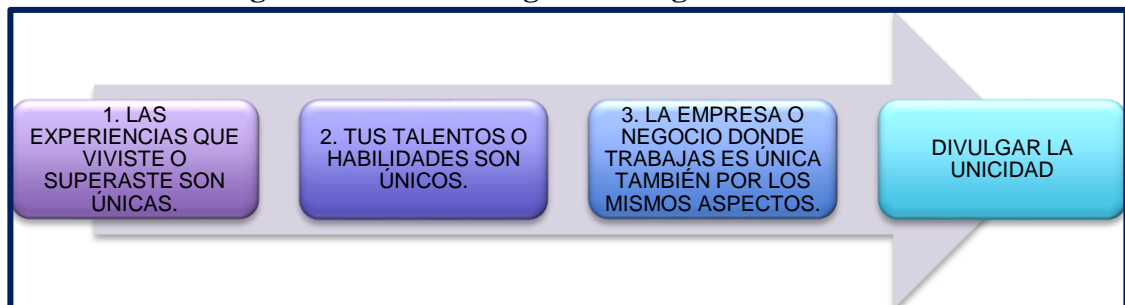 1. LAS
EXPERIENCIAS QUE
VIVISTE O
SUPERASTE SON
ÚNICAS.
2. TUS TALENTOS O
HABILIDADES SON
ÚNICOS.
3. LA EMPRESA O
NEGOCIO DONDE
TRABAJAS ES ÚNICA
TAMBIÉN POR LOS
MISMOS ASPECTOS.
DIVULGAR LA
UNICIDAD